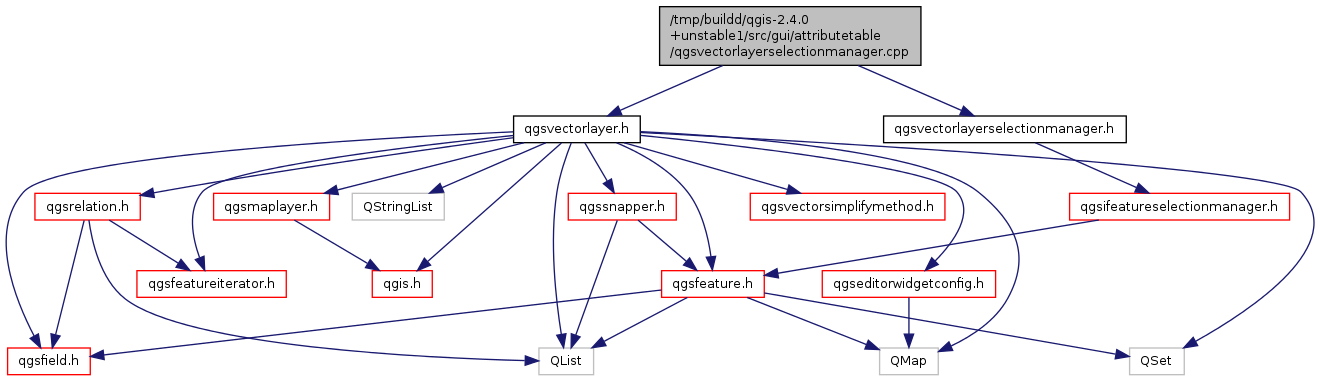 /tmp/buildd/qgis-2.4.0
+unstable1/src/gui/attributetable
/qgsvectorlayerselectionmanager.cpp
qgsvectorlayer.h
qgsvectorlayerselectionmanager.h
qgsrelation.h
qgsmaplayer.h
QStringList
qgssnapper.h
qgsvectorsimplifymethod.h
qgsifeatureselectionmanager.h
qgsfeatureiterator.h
qgis.h
qgsfeature.h
qgseditorwidgetconfig.h
qgsfield.h
QList
QMap
QSet